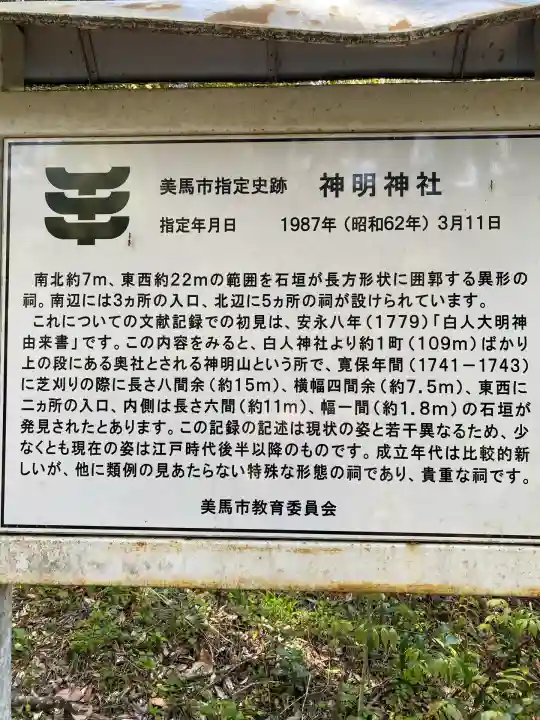 美馬市指定史跡　神明神社
指定年月日　1987年（昭和62年）3月11日
南北約7m、東西約22mの範囲を石垣が長方形状に囲郭する異形の
祠。南辺には3ヵ所の入口、北辺に5ヵ所の祠が設けられています。
これについての文献記録での初見は、安永八年（1779）「白人大明神
由来書」です。この内容をみると、白人神社より約1町（109m）ばかり
上の段にある奥社とされる神明山という所で、寛保年間（1741－1743）
に芝刈りの際に長さ八間余（約15m）、横幅四間余（約7.5m）、東西に
二ヵ所の入口、内側は長さ六間（約11m）、幅一間（約1.8m）の石垣が
発見されたとあります。この記録の記述は現状の姿と若干異なるため、少
なくとも現在の姿は江戸時代後半以降のものです。成立年代は比較的新
しいが、他に類例の見あたらない特殊な形態の祠であり、貴重な祠です。
美馬市教育委員会